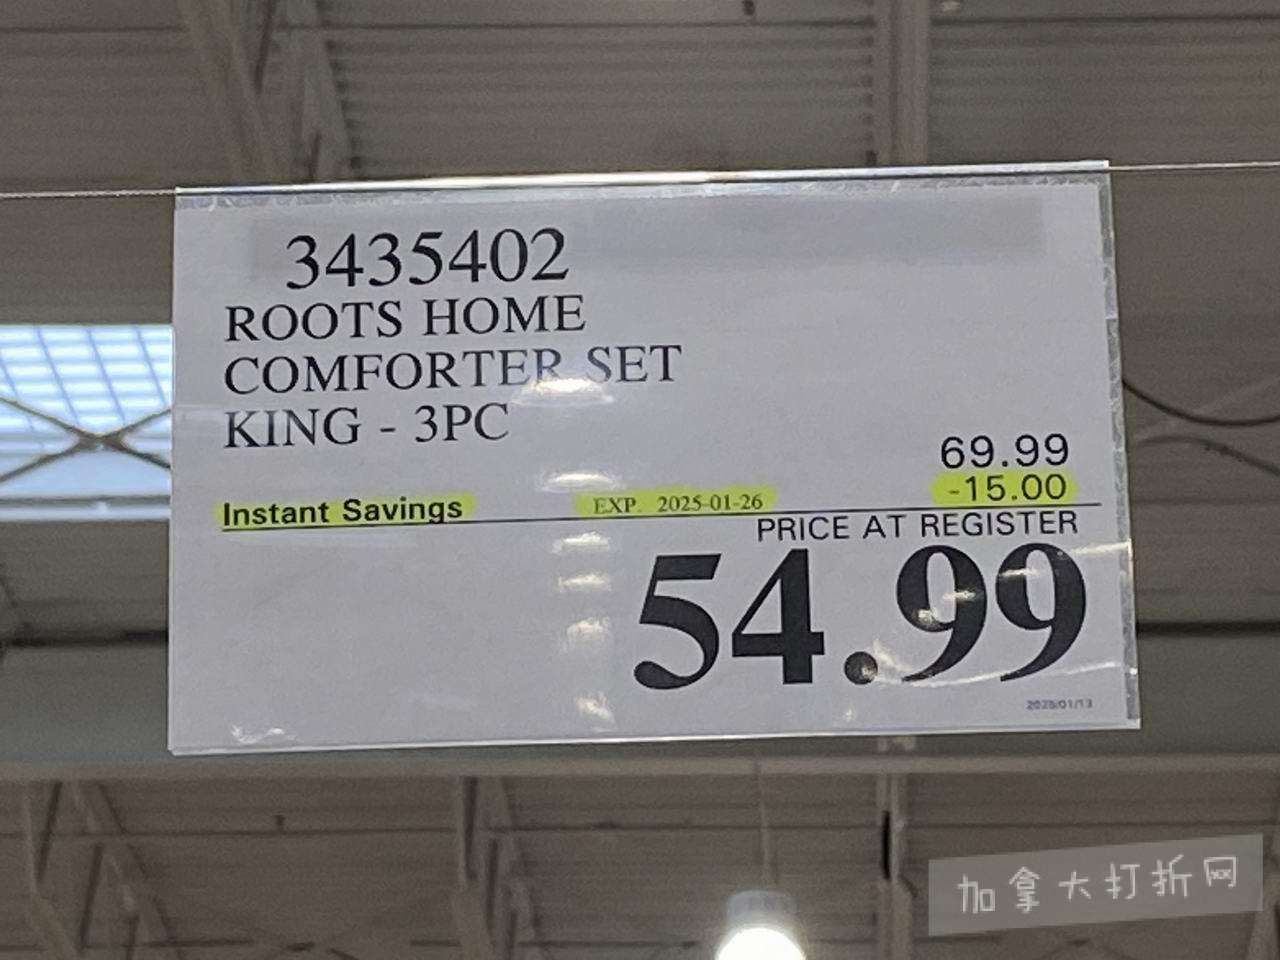 3435402
ROOTS HOME
COMFORTER SET
KING - 3PC
69.99
Instant Savings EXP. 2025-01-26 -15.00
PRICE AT REGISTER
54.99
2025/01/13
加拿大打折网